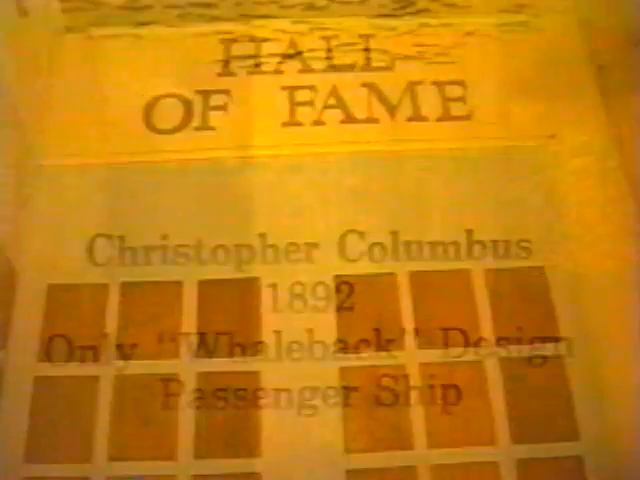 HALL
OF FAME
Christopher Columbus
1892
Only "Whaleback" Design
Passenger Ship